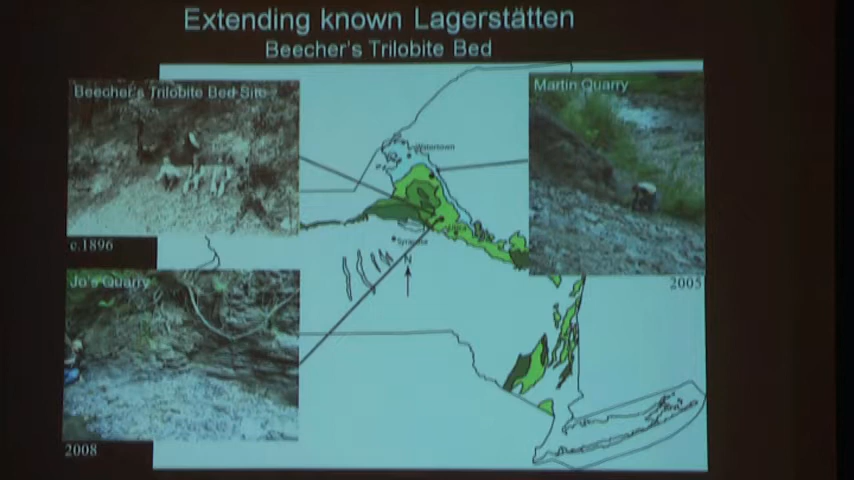 Extending known Lagerstätten
Beecher's Trilobite Bed
Beecher's Trilobite Bed Site
c.1896
Martin Quarry
2005
Jo's Quarry
2008
Watertown
Syracuse
N